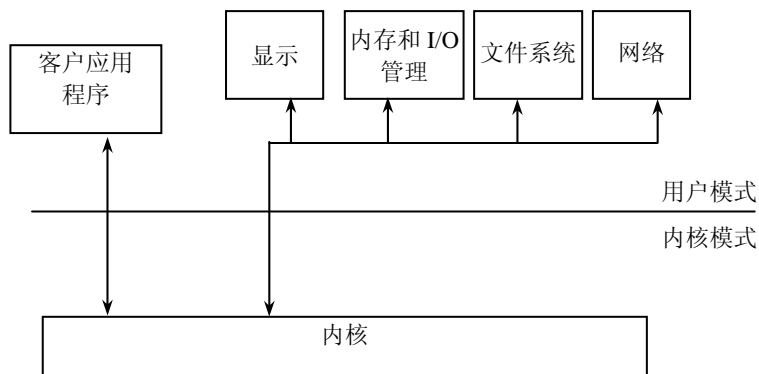 客户应用
程序
显示
内存和 I/O
管理
文件系统
网络
用户模式
内核模式
内核